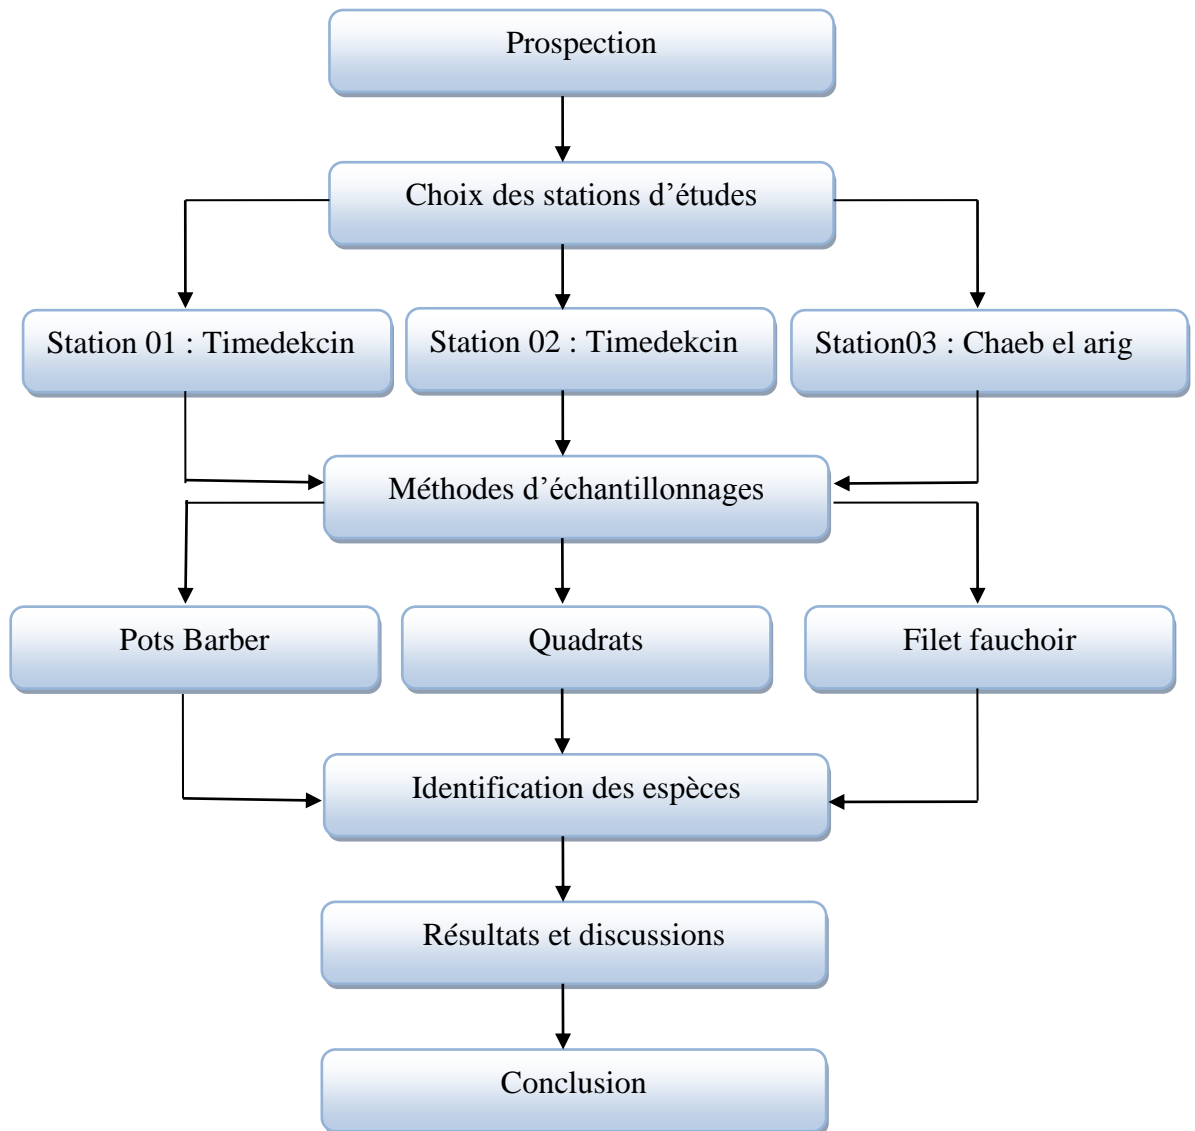 Prospection
Choix des stations d’études
Station 01 : Timedekcin
Station 02 : Timedekcin
Station03 : Chaeb el arig
Méthodes d’échantillonnages
Pots Barber
Quadrats
Filet fauchoir
Identification des espèces
Résultats et discussions
Conclusion